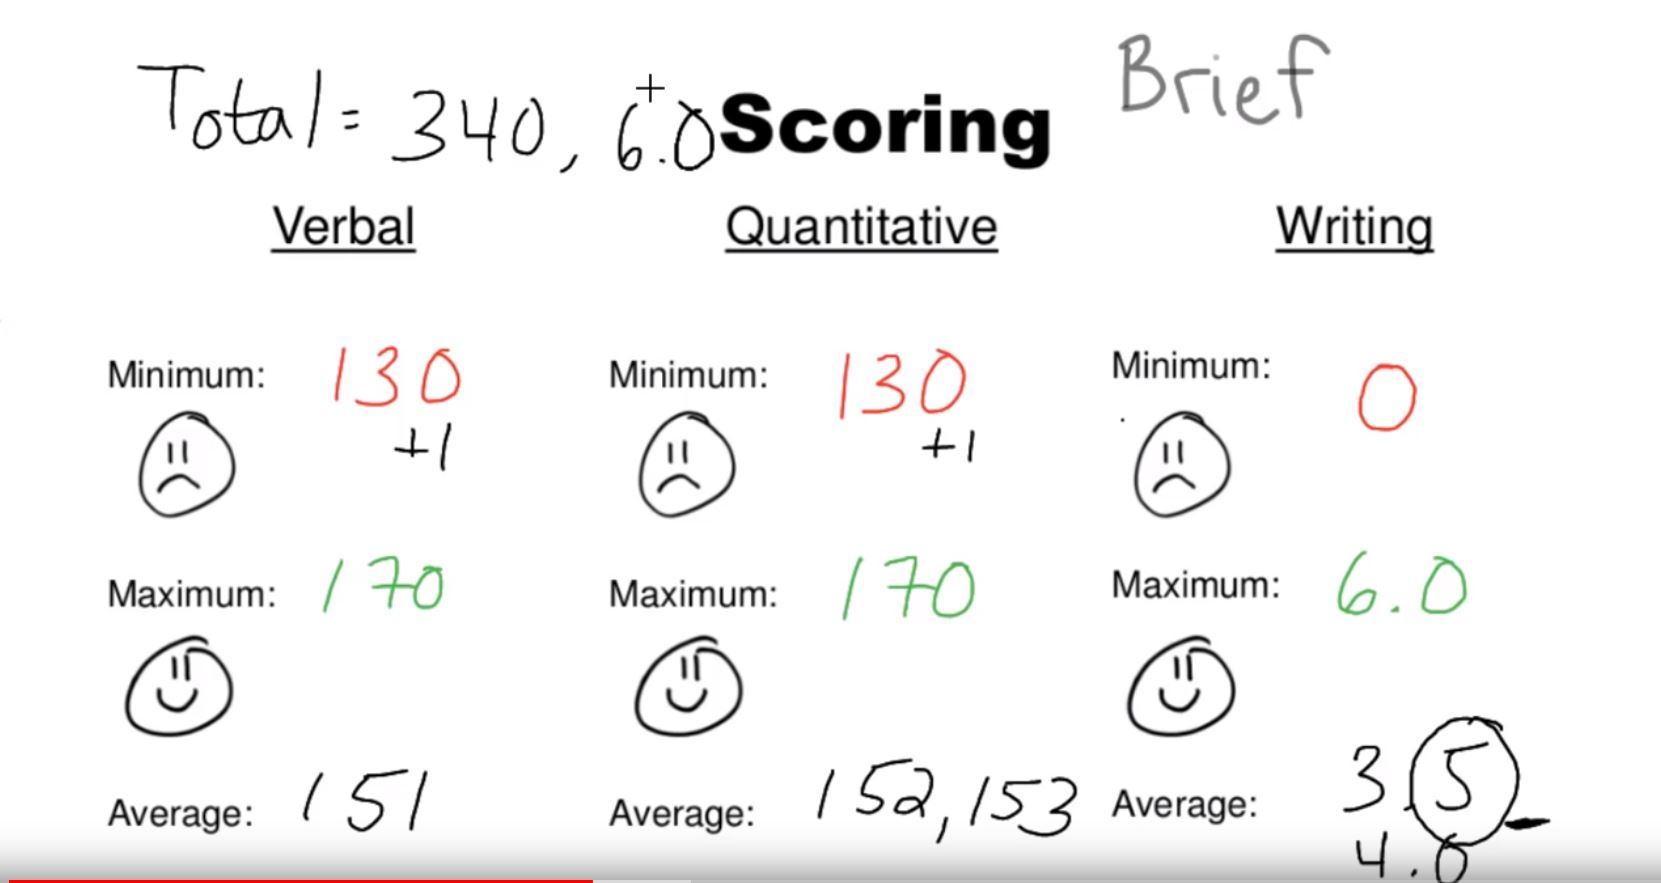 Total = 340, 6.0 Scoring Brief
Verbal Quantitative Writing
Minimum: 130 Minimum: 130 Minimum: 0
+1 +1
Maximum: 170 Maximum: 170 Maximum: 6.0
Average: 151 Average: 152, 153 Average: 3.5
4.0